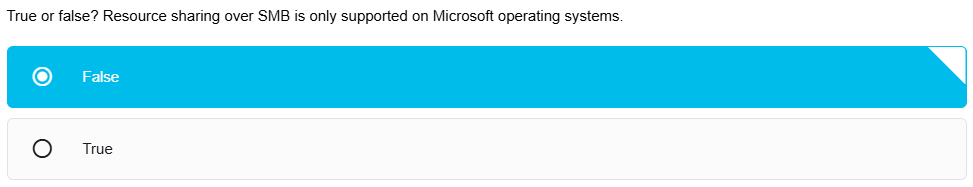 True or false? Resource sharing over SMB is only supported on Microsoft operating systems.
False
True